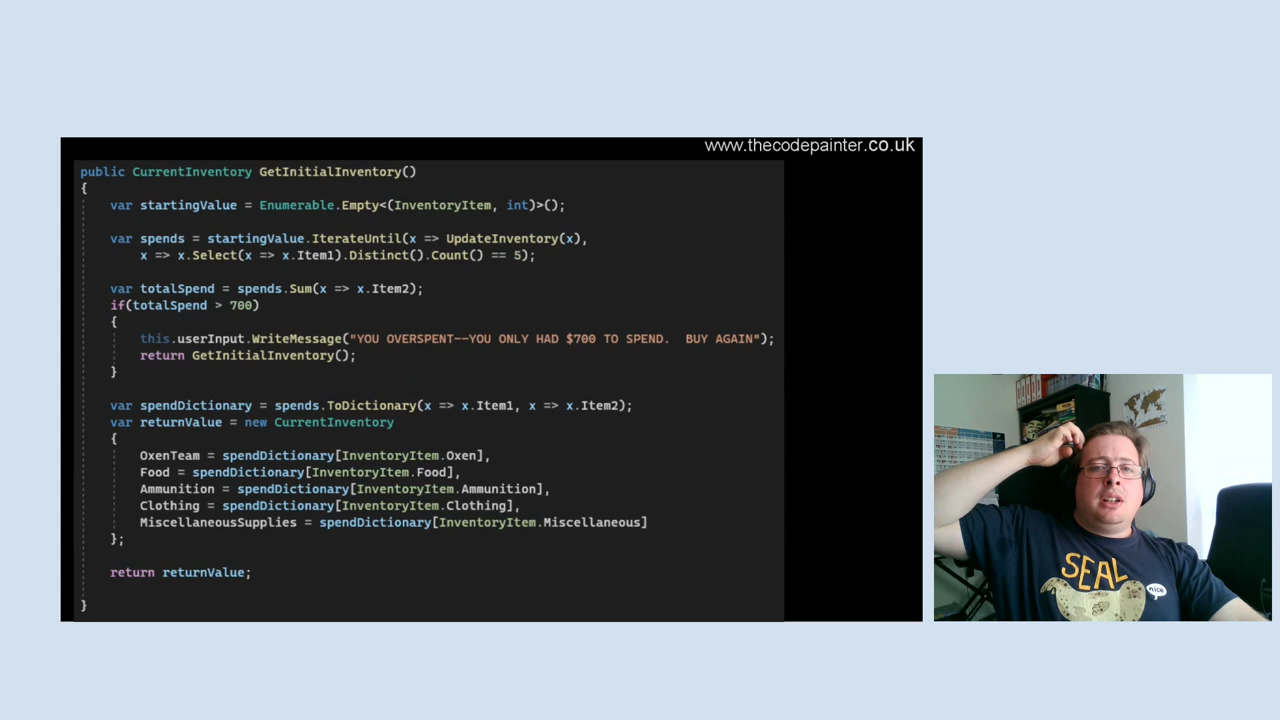 www.thecodepainter.co.uk
public CurrentInventory GetInitialInventory()
{
var startingValue = Enumerable.Empty<(InventoryItem, int)>();
var spends = startingValue.IterateUntil(x => UpdateInventory(x),
x => x.Select(x => x.Item1).Distinct().Count() == 5);
var totalSpend = spends.Sum(x => x.Item2);
if(totalSpend > 700)
{
this.userInput.WriteMessage("YOU OVERSPENT--YOU ONLY HAD $700 TO SPEND.  BUY AGAIN");
return GetInitialInventory();
}
var spendDictionary = spends.ToDictionary(x => x.Item1, x => x.Item2);
var returnValue = new CurrentInventory
{
OxenTeam = spendDictionary[InventoryItem.Oxen],
Food = spendDictionary[InventoryItem.Food],
Ammunition = spendDictionary[InventoryItem.Ammunition],
Clothing = spendDictionary[InventoryItem.Clothing],
MiscellaneousSupplies = spendDictionary[InventoryItem.Miscellaneous]
};
return returnValue;
}
SEAL
nice